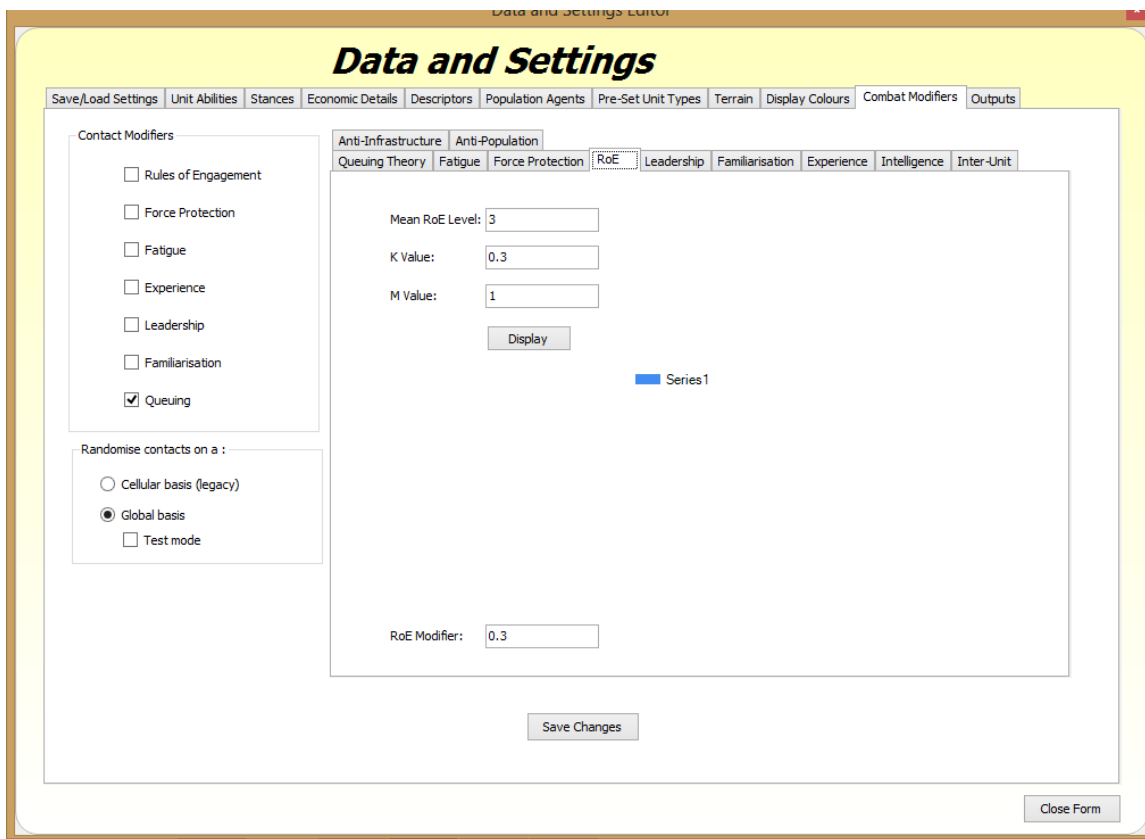 Data and Settings Editor
x
Data and Settings
Save/Load Settings Unit Abilities Stances Economic Details Descriptors Population Agents Pre-Set Unit Types Terrain Display Colours Combat Modifiers Outputs
Contact Modifiers
Rules of Engagement
Force Protection
Fatigue
Experience
Leadership
Familiarisation
Queuing
Randomise contacts on a :
Cellular basis (legacy)
Global basis
Test mode
Anti-Infrastructure Anti-Population
Queuing Theory Fatigue Force Protection RoE Leadership Familiarisation Experience Intelligence Inter-Unit
Mean RoE Level: 3
K Value: 0.3
M Value: 1
Display
Series1
RoE Modifier: 0.3
Save Changes
Close Form